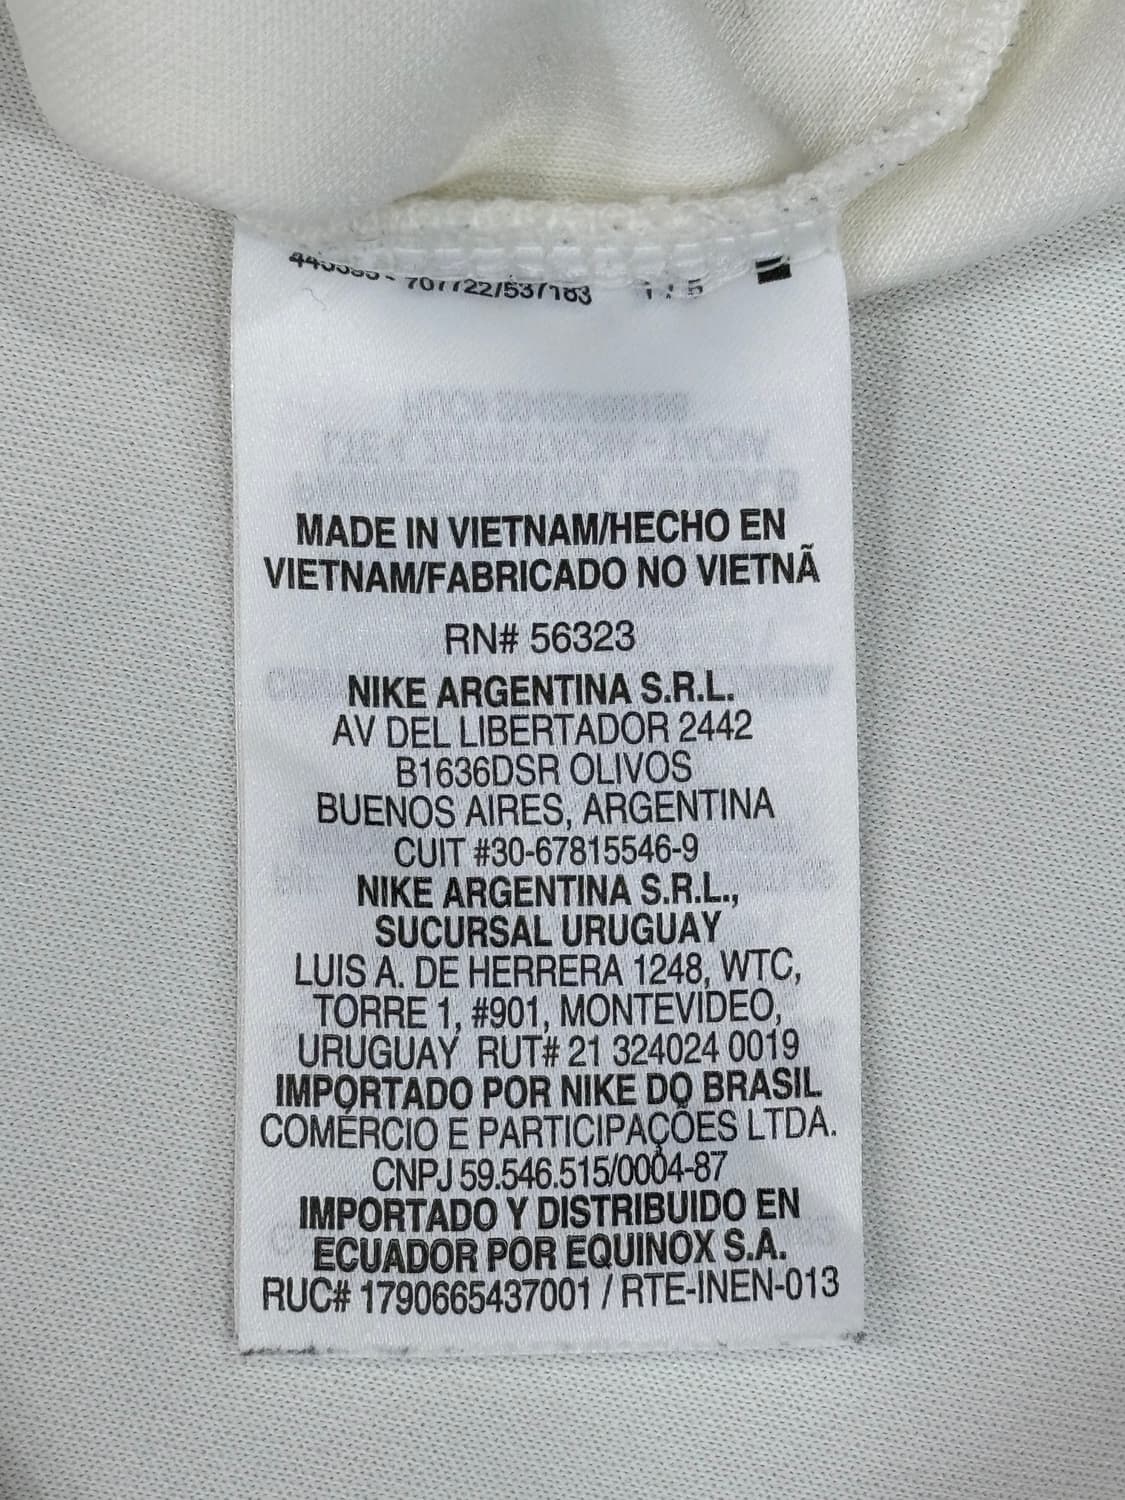 707722/537183
MADE IN VIETNAM/HECHO EN
VIETNAM/FABRICADO NO VIETNÃ
RN# 56323
NIKE ARGENTINA S.R.L.
AV DEL LIBERTADOR 2442
B1636DSR OLIVOS
BUENOS AIRES, ARGENTINA
CUIT #30-67815546-9
NIKE ARGENTINA S.R.L.,
SUCURSAL URUGUAY
LUIS A. DE HERRERA 1248, WTC,
TORRE 1, #901, MONTEVIDEO,
URUGUAY RUT# 21 324024 0019
IMPORTADO POR NIKE DO BRASIL
COMÉRCIO E PARTICIPAÇÕES LTDA.
CNPJ 59.546.515/0004-87
IMPORTADO Y DISTRIBUIDO EN
ECUADOR POR EQUINOX S.A.
RUC# 1790665437001 / RTE-INEN-013